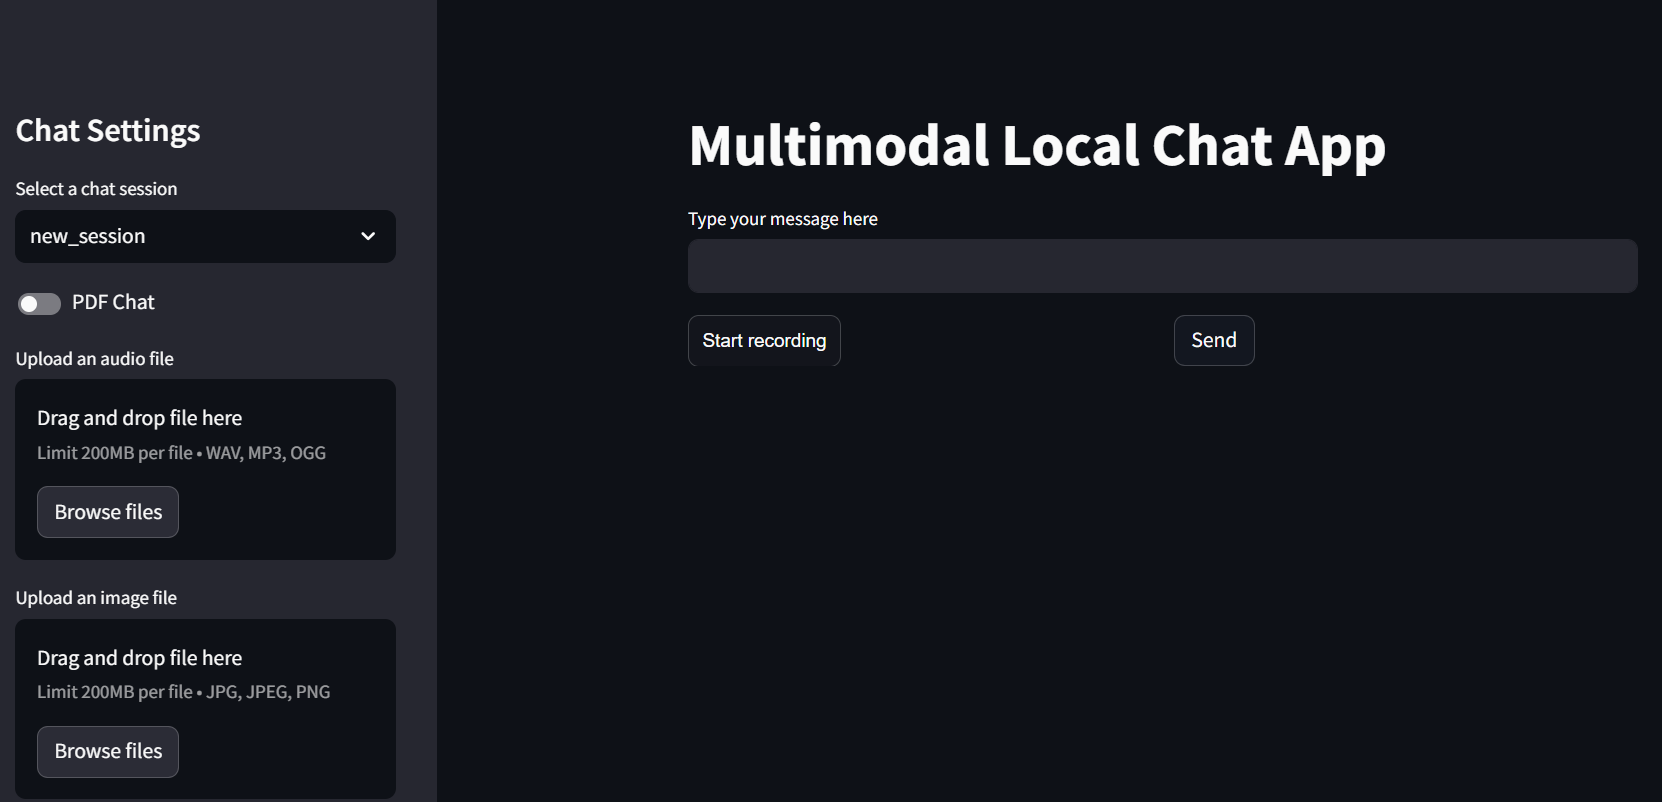 Chat Settings
Select a chat session
new_session
PDF Chat
Upload an audio file
Drag and drop file here
Limit 200MB per file • WAV, MP3, OGG
Browse files
Upload an image file
Drag and drop file here
Limit 200MB per file • JPG, JPEG, PNG
Browse files
Multimodal Local Chat App
Type your message here
Start recording
Send